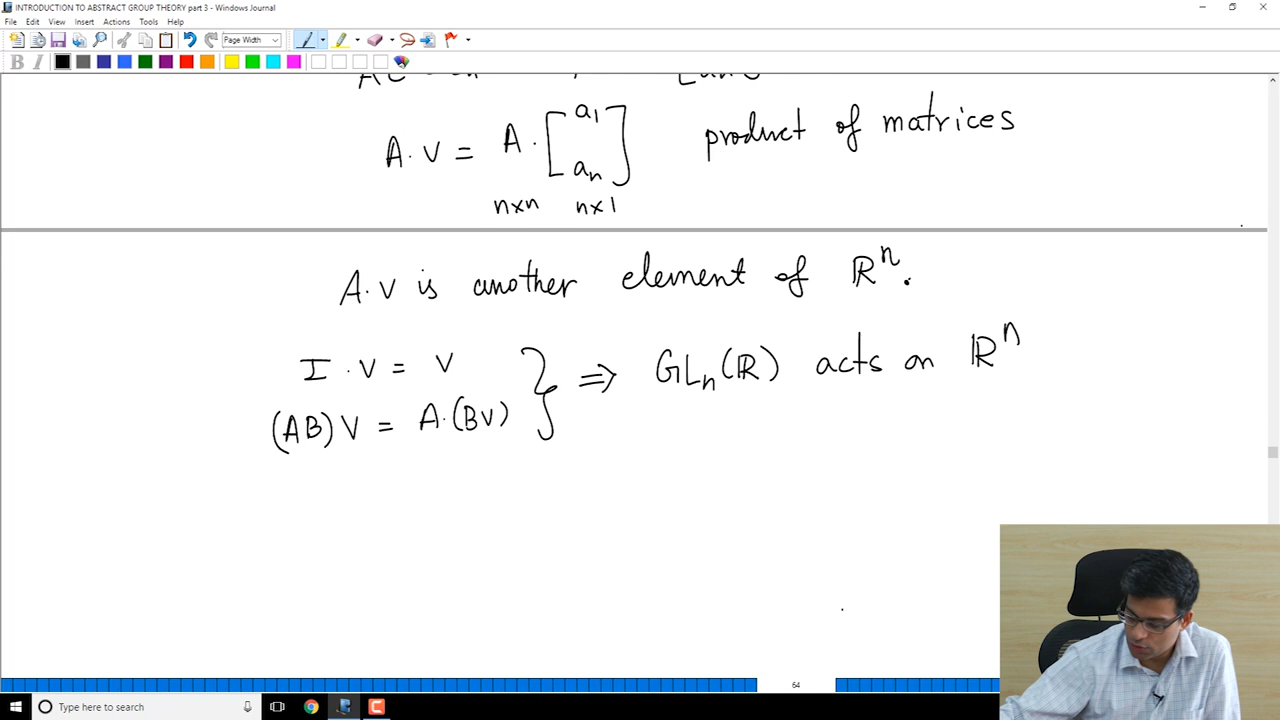 INTRODUCTION TO ABSTRACT GROUP THEORY part 3 - Windows Journal
File Edit View Insert Actions Tools Help
Page Width
B I
A·v = A·[a1 an] product of matrices
n×n n×1
A·v is another element of ℝ^n.
I·v = v
(AB)v = A·(Bv) } ⇒ GL_n(ℝ) acts on ℝ^n
64
Type here to search